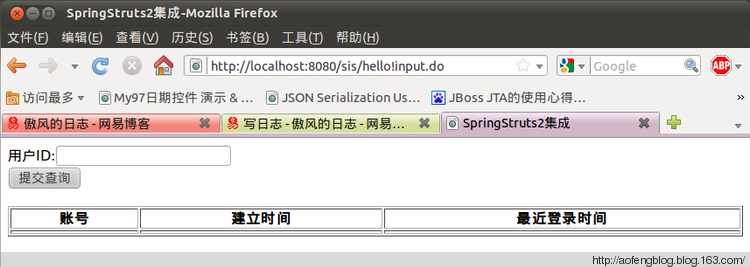 SpringStruts2集成-Mozilla Firefox
文件(F) 编辑(E) 查看(V) 历史(S) 书签(B) 工具(T) 帮助(H)
http://localhost:8080/sis/hello!input.do Google ABP
访问最多 My97日期控件 演示 & ... JSON Serialization Us... JBoss JTA的使用心得...
傲风的日志 - 网易博客 写日志 - 傲风的日志 - 网易... SpringStruts2集成
用户ID:
提交查询
账号 建立时间 最近登录时间
http://aofengblog.blog.163.com/